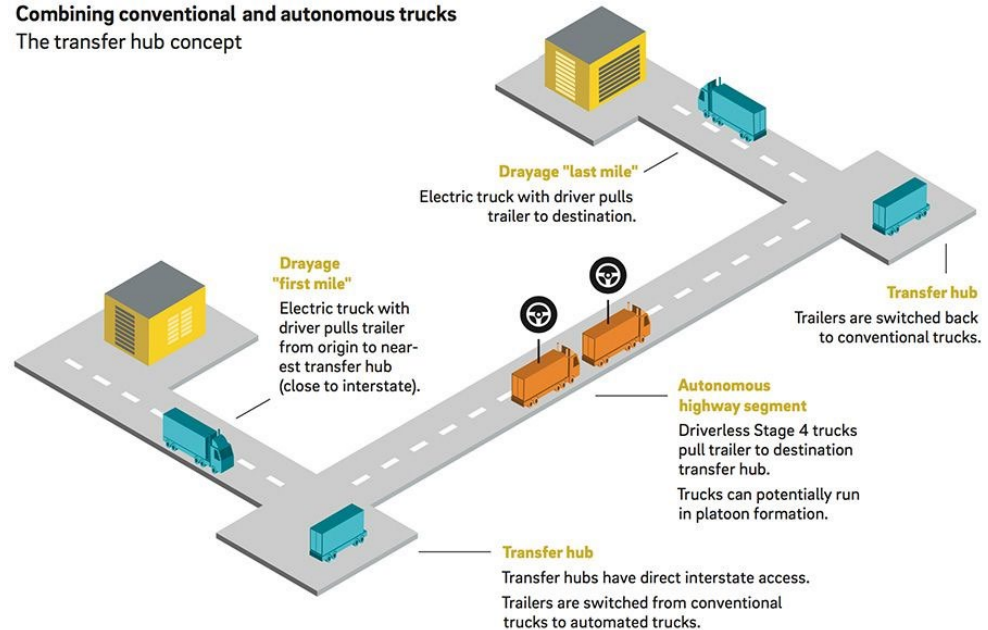 Combining conventional and autonomous trucks
The transfer hub concept
Drayage "last mile"
Electric truck with driver pulls
trailer to destination.
Drayage
"first mile"
Electric truck with
driver pulls trailer
from origin to near-
est transfer hub
(close to interstate).
Transfer hub
Trailers are switched back
to conventional trucks.
Autonomous
highway segment
Driverless Stage 4 trucks
pull trailer to destination
transfer hub.
Trucks can potentially run
in platoon formation.
Transfer hub
Transfer hubs have direct interstate access.
Trailers are switched from conventional
trucks to automated trucks.